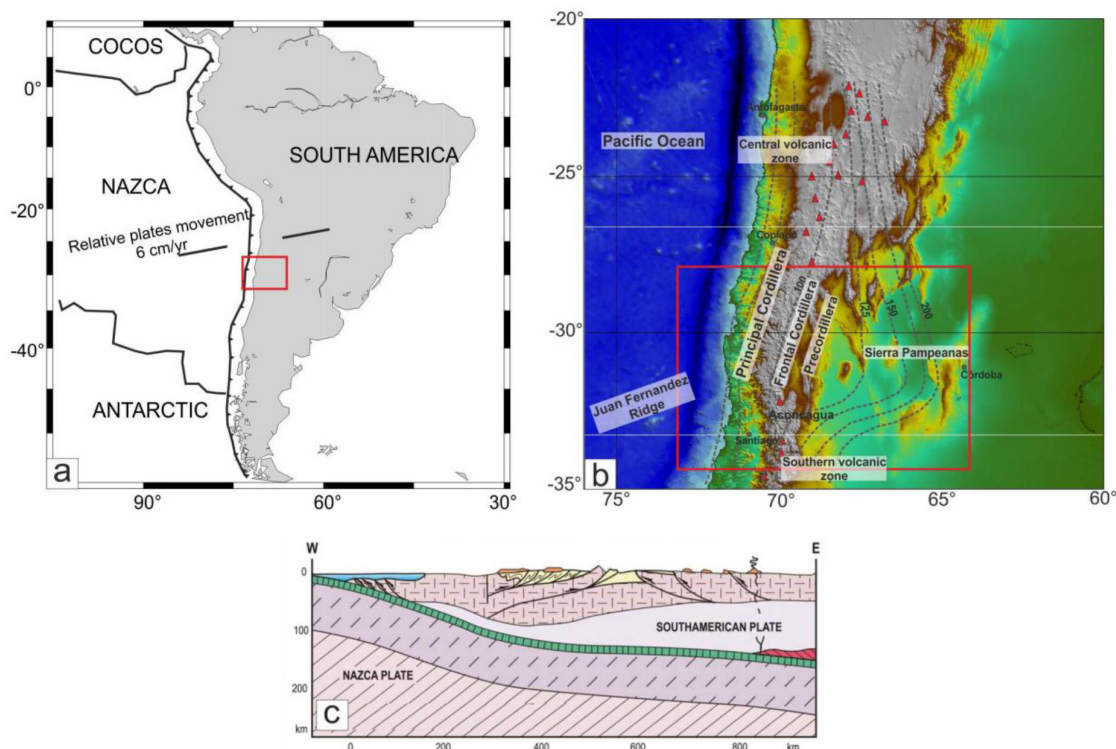 COCOS
0°
SOUTH AMERICA
NAZCA
-20°
Relative plates movement
6 cm/yr
-40°
ANTARCTIC
a
90°
60°
30°
-20°
Antofagasta
Pacific Ocean
Central volcanic
zone
-25°
Copiapó
Principal Cordillera
100
Frontal Cordillera
Precordillera
125
150
200
-30°
Sierra Pampeanas
Córdoba
Juan Fernandez
Ridge
Aconcagua
Santiago
Southern volcanic
zone
b
-35°
75°
70°
65°
60°
W
E
0
SOUTHAMERICAN PLATE
100
NAZCA PLATE
200
km
C
0
200
400
600
800
km